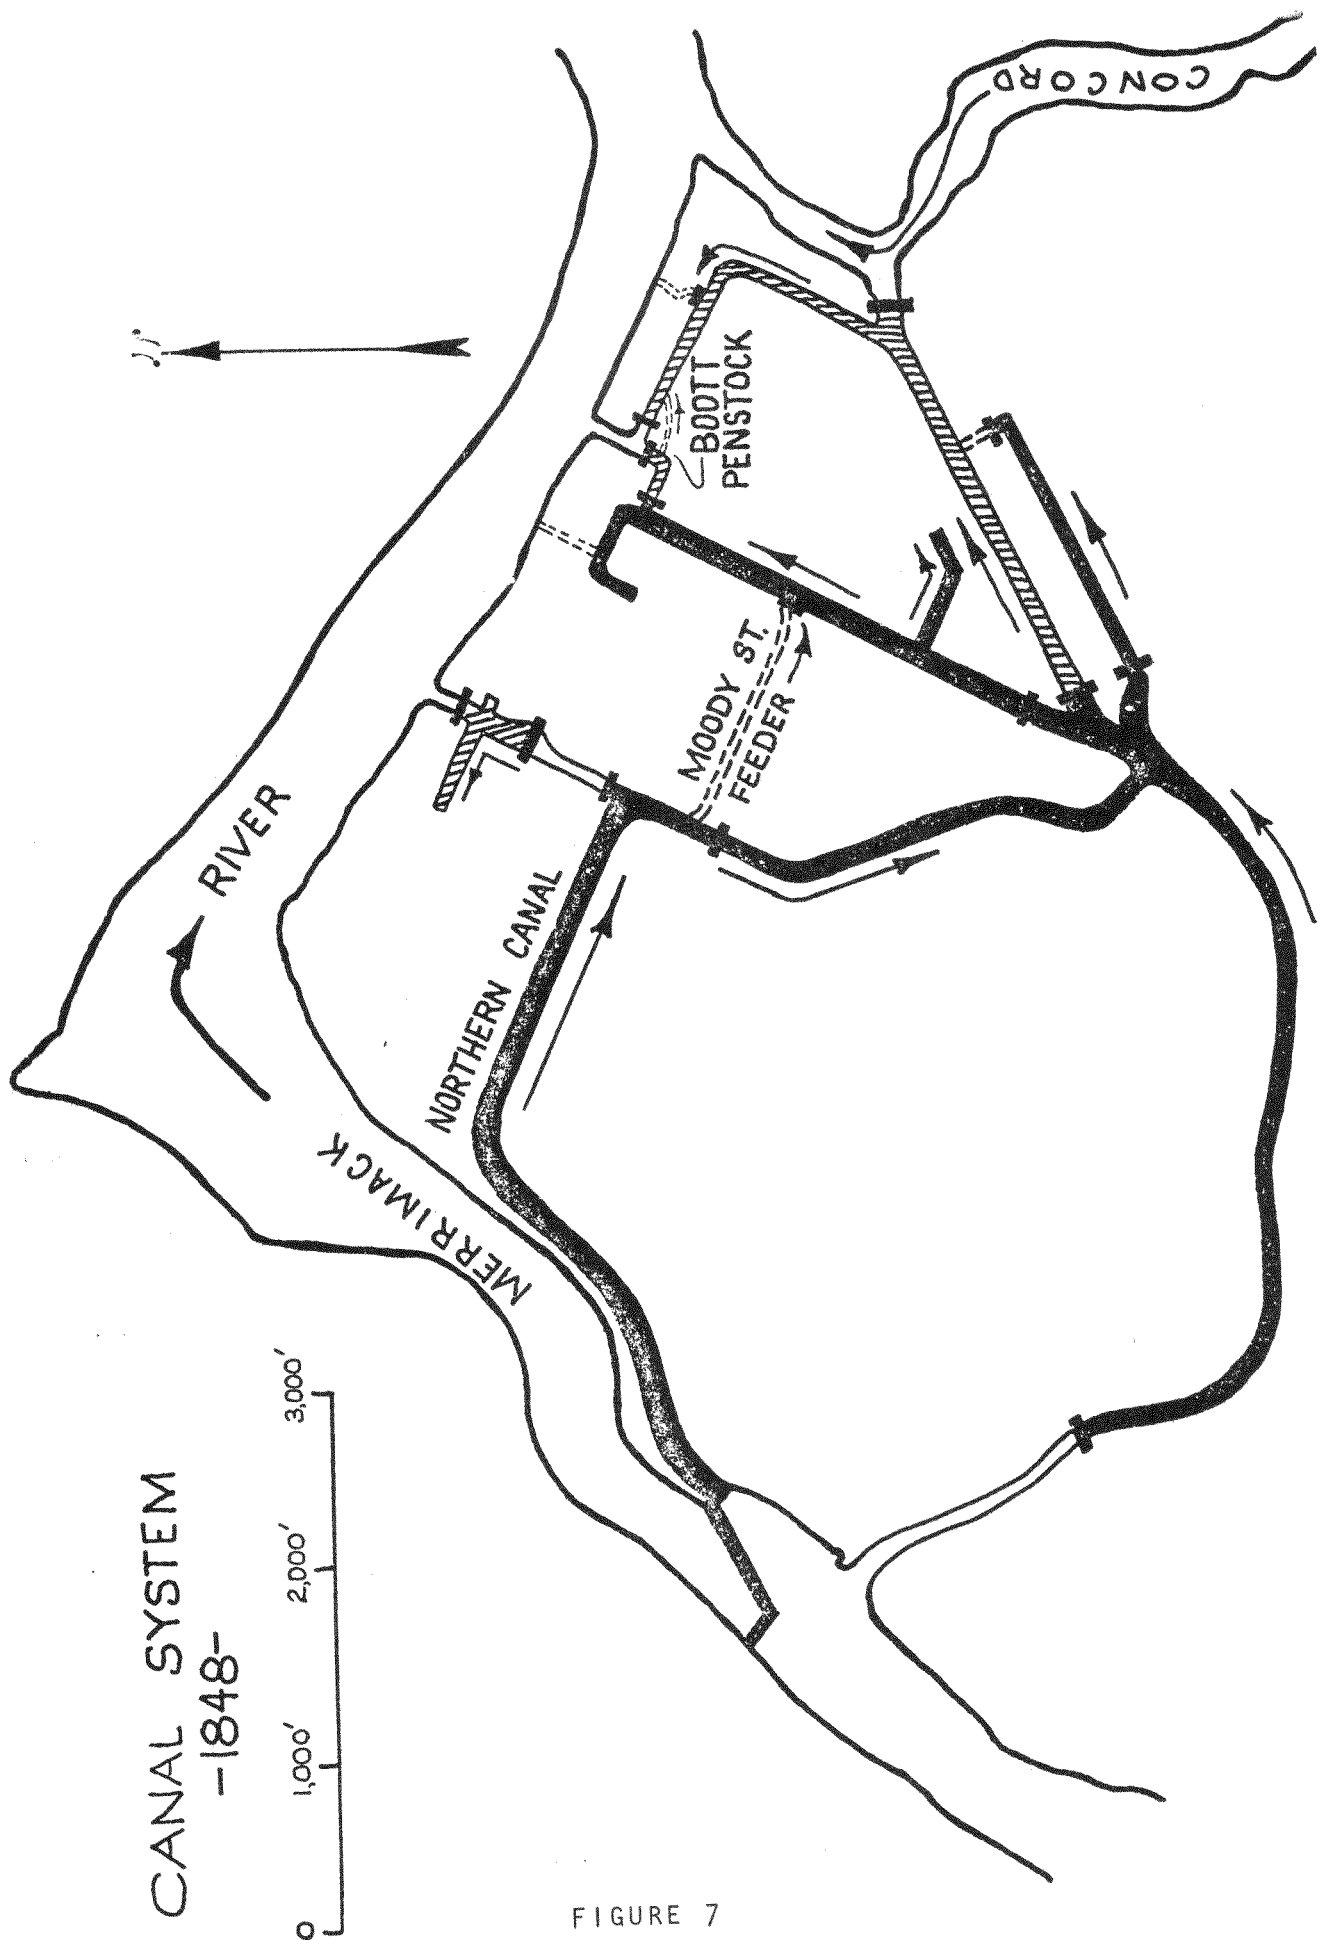 CANAL SYSTEM
-1848-
0 1,000' 2,000' 3,000'
MERRIMACK
RIVER
NORTHERN CANAL
MOODY ST.
FEEDER
BOOTT
PENSTOCK
CONCORD
FIGURE 7